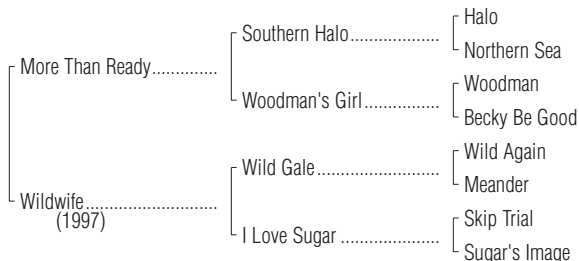 Halo
Southern Halo...................
Northern Sea
More Than Ready.............
Woodman
Woodman's Girl................
Becky Be Good
Wild Again
Wild Gale..........................
Meander
Wildwife...........................
(1997)
Skip Trial
I Love Sugar .....................
Sugar's Image